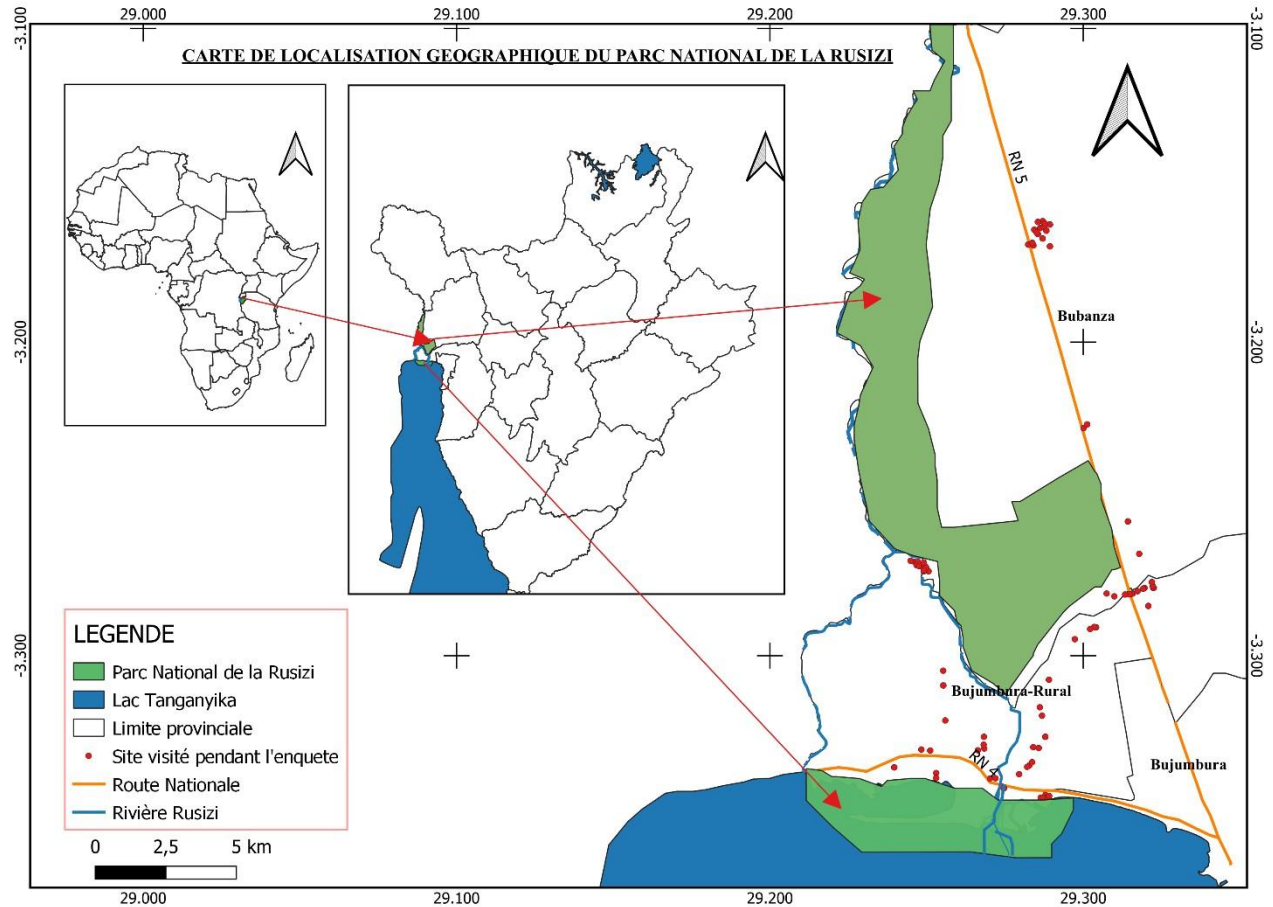 29.000 29.100 29.200 29.300
-3.100 -3.100
CARTE DE LOCALISATION GEOGRAPHIQUE DU PARC NATIONAL DE LA RUSIZI
RN 5
Bubanza
-3.200 -3.200
-3.300 -3.300
Bujumbura-Rural
RN 4
Bujumbura
LEGENDE
Parc National de la Rusizi
Lac Tanganyika
Limite provinciale
Site visité pendant l'enquete
Route Nationale
Rivière Rusizi
0 2,5 5 km
29.000 29.100 29.200 29.300